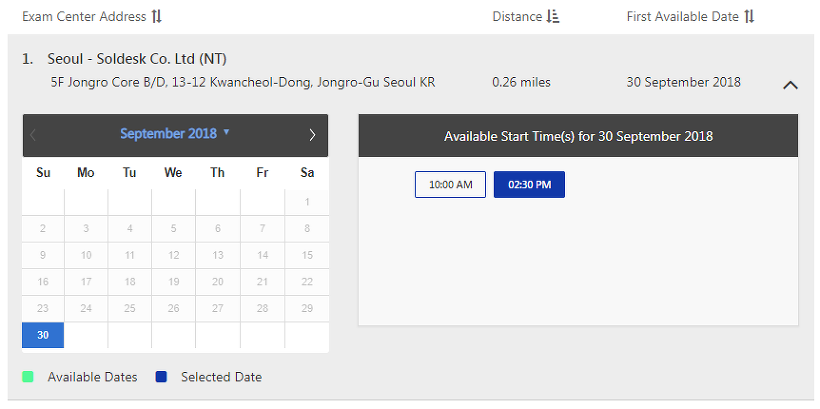 Exam Center Address Distance First Available Date
1. Seoul - Soldesk Co. Ltd (NT)
5F Jongro Core B/D, 13-12 Kwancheol-Dong, Jongro-Gu Seoul KR 0.26 miles 30 September 2018
September 2018
Su Mo Tu We Th Fr Sa
1
2 3 4 5 6 7 8
9 10 11 12 13 14 15
16 17 18 19 20 21 22
23 24 25 26 27 28 29
30
Available Dates Selected Date
Available Start Time(s) for 30 September 2018
10:00 AM 02:30 PM